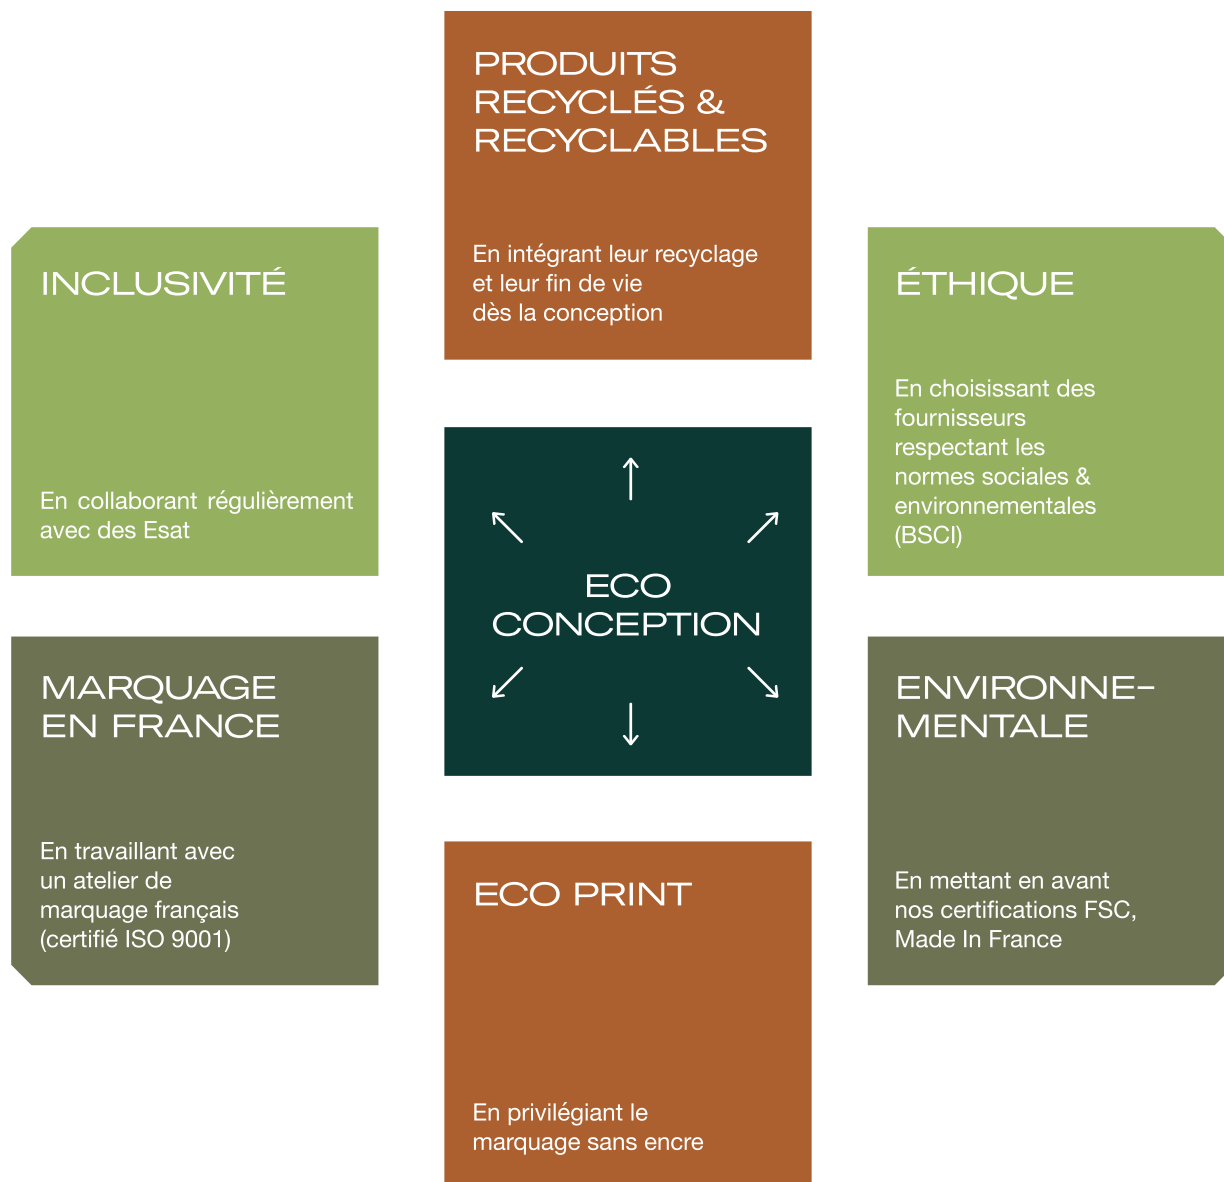 PRODUITS
RECYCLÉS &
RECYCLABLES
En intégrant leur recyclage
et leur fin de vie
dès la conception
INCLUSIVITÉ
En collaborant régulièrement
avec des Esat
ÉTHIQUE
En choisissant des
fournisseurs
respectant les
normes sociales &
environnementales
(BSCI)
ECO
CONCEPTION
MARQUAGE
EN FRANCE
En travaillant avec
un atelier de
marquage français
(certifié ISO 9001)
ENVIRONNE-
MENTALE
En mettant en avant
nos certifications FSC,
Made In France
ECO PRINT
En privilégiant le
marquage sans encre